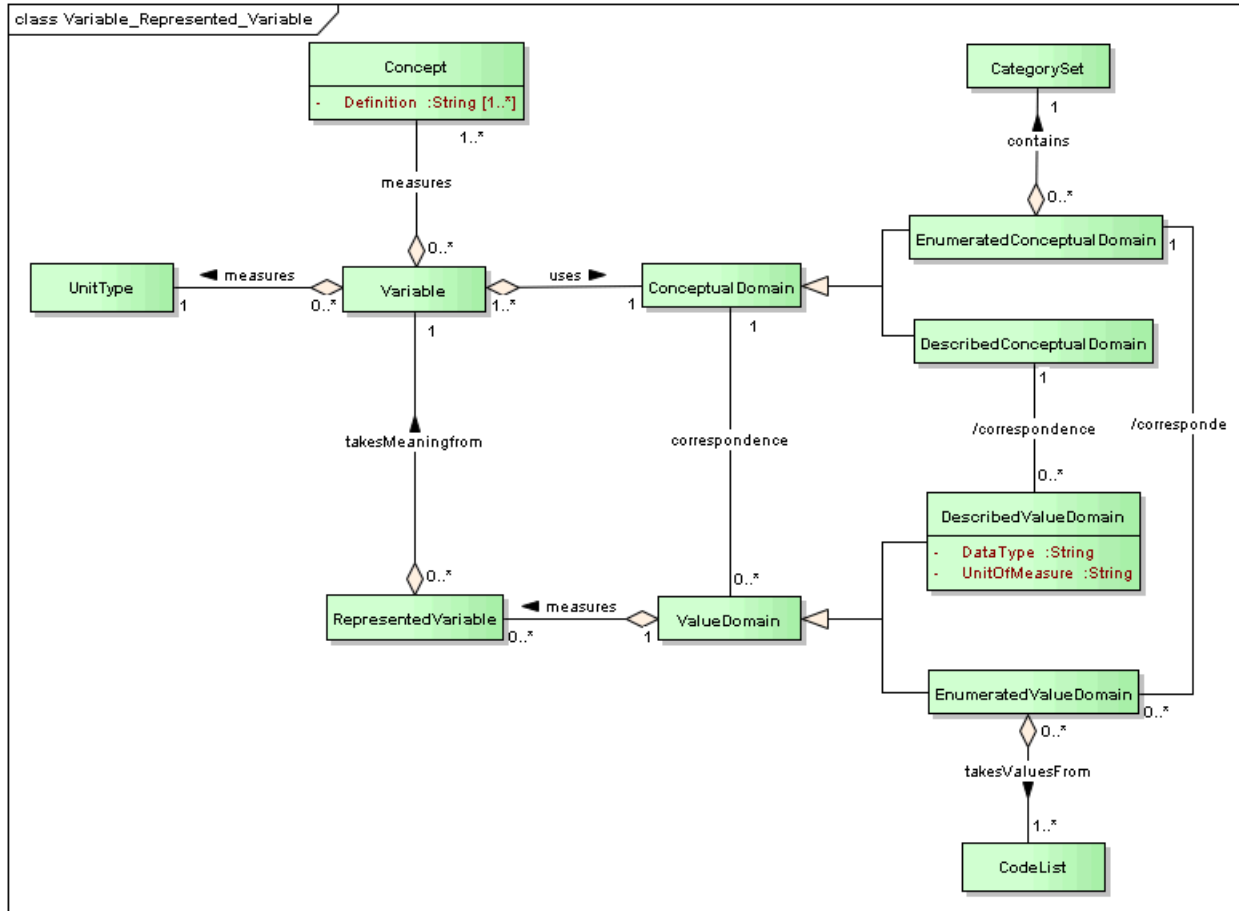 class Variable_Represented_Variable
Concept
- Definition :String [1..*]
1..*
measures
0..*
CategorySet
1
contains
0..*
EnumeratedConceptualDomain
1
UnitType
1
measures
0..*
Variable
1..*
uses
1
ConceptualDomain
1
1
DescribedConceptualDomain
1
takesMeaningfrom
correspondence
/correspondence
/corresponde
0..*
DescribedValueDomain
- DataType :String
- UnitOfMeasure :String
0..*
RepresentedVariable
0..*
measures
1
0..*
ValueDomain
EnumeratedValueDomain
0..*
0..*
takesValuesFrom
1..*
CodeList